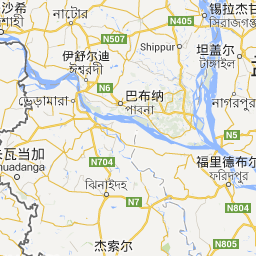 沙希
নাটোর
N405
锡拉杰甘
সিরাজগঞ্জ
N507
Shippur
坦盖尔
টাঙ্গাইল
伊舒尔迪
ঈশ্বরদী
N6
ভেড়ামারা
巴布纳
পাবনা
নাগরপুর
N5
瓦当加
uadanga
N704
福里德布尔
ফরিদপুর
ঝিনাইদহ
N7
N804
杰索尔
N805